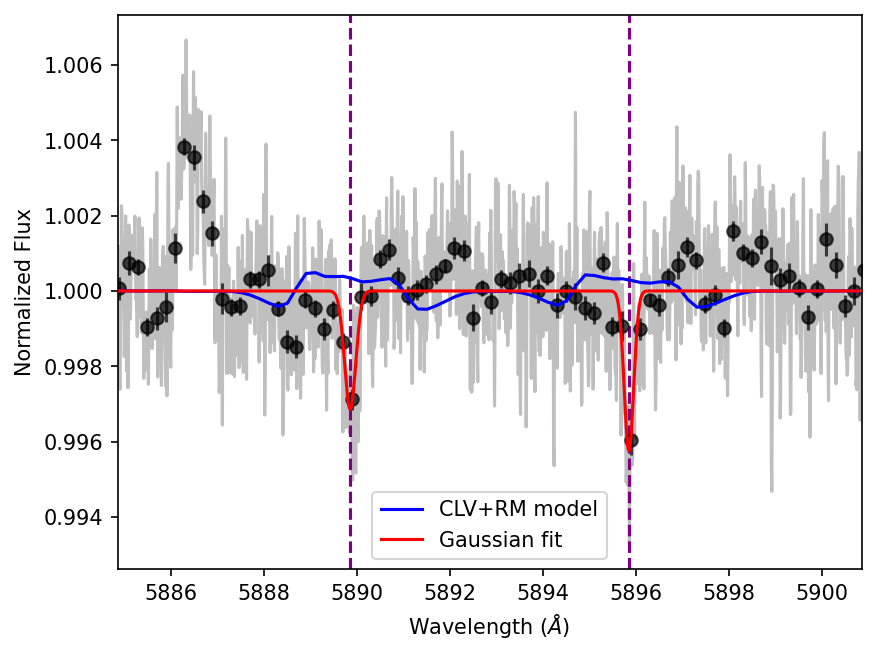 Normalized Flux
1.006
1.004
1.002
1.000
0.998
0.996
0.994
CLV+RM model
Gaussian fit
5886 5888 5890 5892 5894 5896 5898 5900
Wavelength (Å)